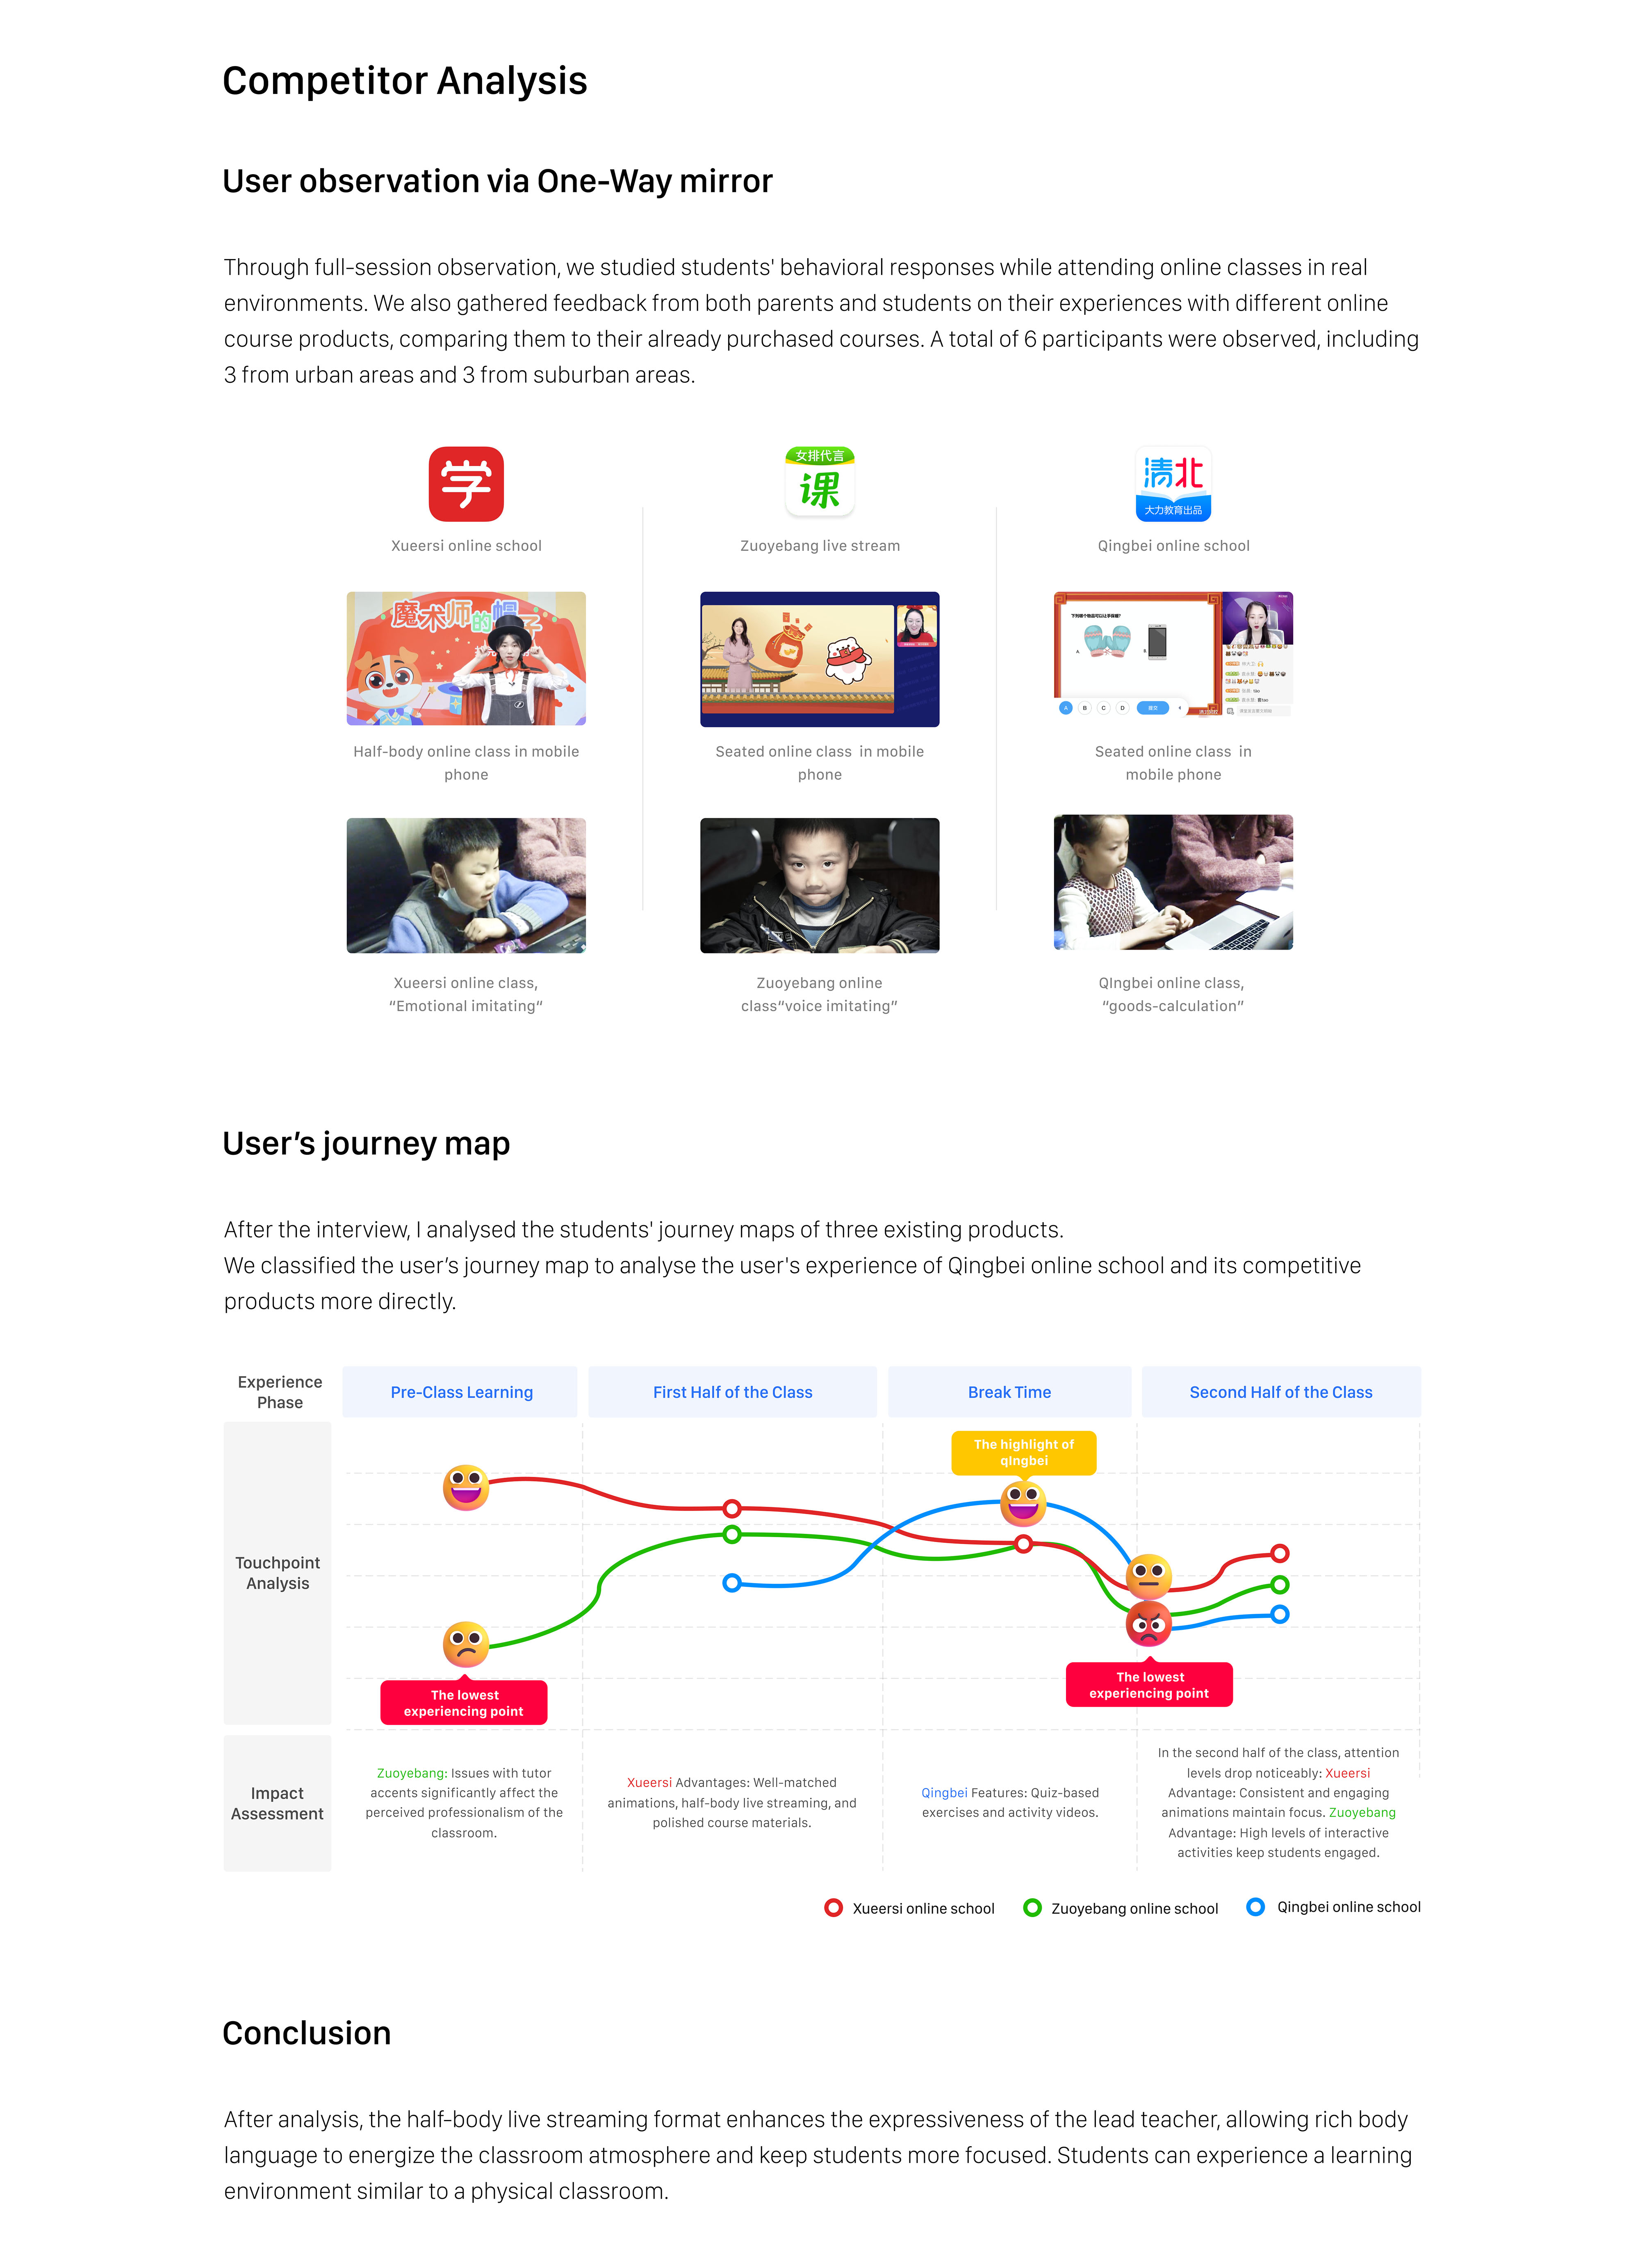 Competitor Analysis
User observation via One-Way mirror
Through full-session observation, we studied students' behavioral responses while attending online classes in real
environments. We also gathered feedback from both parents and students on their experiences with different online
course products, comparing them to their already purchased courses. A total of 6 participants were observed, including
3 from urban areas and 3 from suburban areas.
学
女排代言
课
清北
大力教育出品
Xueersi online school
Zuoyebang live stream
Qingbei online school
魔术师的帽子
下列哪个物品可以让手保暖?
A.
B.
A
B
C
D
提交
Half-body online class in mobile
phone
Seated online class in mobile
phone
Seated online class in
mobile phone
Xueersi online class,
“Emotional imitating“
Zuoyebang online
class“voice imitating”
QIngbei online class,
“goods-calculation”
User’s journey map
After the interview, I analysed the students' journey maps of three existing products.
We classified the user’s journey map to analyse the user's experience of Qingbei online school and its competitive
products more directly.
Experience
Phase
Pre-Class Learning
First Half of the Class
Break Time
Second Half of the Class
Touchpoint
Analysis
The highlight of
qIngbei
The lowest
experiencing point
The lowest
experiencing point
Impact
Assessment
Zuoyebang: Issues with tutor
accents significantly affect the
perceived professionalism of the
classroom.
Xueersi Advantages: Well-matched
animations, half-body live streaming, and
polished course materials.
Qingbei Features: Quiz-based
exercises and activity videos.
In the second half of the class, attention
levels drop noticeably: Xueersi
Advantage: Consistent and engaging
animations maintain focus. Zuoyebang
Advantage: High levels of interactive
activities keep students engaged.
Xueersi online school
Zuoyebang online school
Qingbei online school
Conclusion
After analysis, the half-body live streaming format enhances the expressiveness of the lead teacher, allowing rich body
language to energize the classroom atmosphere and keep students more focused. Students can experience a learning
environment similar to a physical classroom.